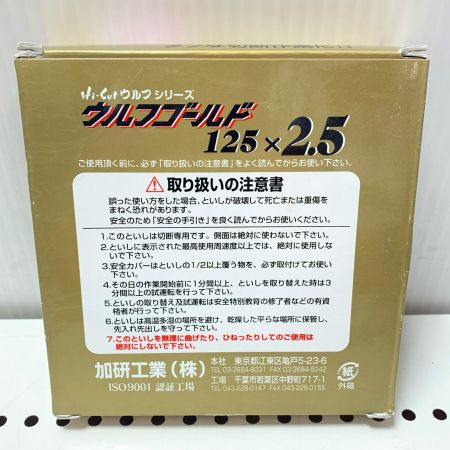 Hi-Cutウルフシリーズ
ウルフゴールド
125×2.5
ご使用頂く前に、必ず「取り扱いの注意書」をよく読んでからお使い下さい。
取り扱いの注意書
誤った使い方をした場合、といしが破壊して死亡または重傷を
まねく恐れがあります。
安全のため「安全の手引き」を良く読んでからお使いください。
1.このといしは切断専用です。側面は絶対に使わないで下さい。
2.といしに表示された最高使用周速度以上では、絶対に使用しな
いで下さい。
3.安全カバーはといしの1/2以上覆う物を、必ず取付けてお使い
下さい。
4.その日の作業開始前に1分間以上、といしを取り替えた時は3
分間以上の試運転を行って下さい。
5.といしの取り替え及試運転は安全特別教育の修了者などの有資
格者が行って下さい。
6.といしは高温多湿の場所を避け、乾燥した平らな場所に保管し、
先入れ先出しを守って下さい。
7.このといしを無理に曲げたり、ひねったりしてのご使用は
絶対にしないで下さい。
加研工業(株)
ISO9001 認証工場
本社 東京都江東区亀戸5-23-6
TEL 03-3684-8031 FAX 03-3684-8042
工場 千葉市若葉区中野町717-1
TEL 043-228-0147 FAX 043-228-0155
紙
外箱